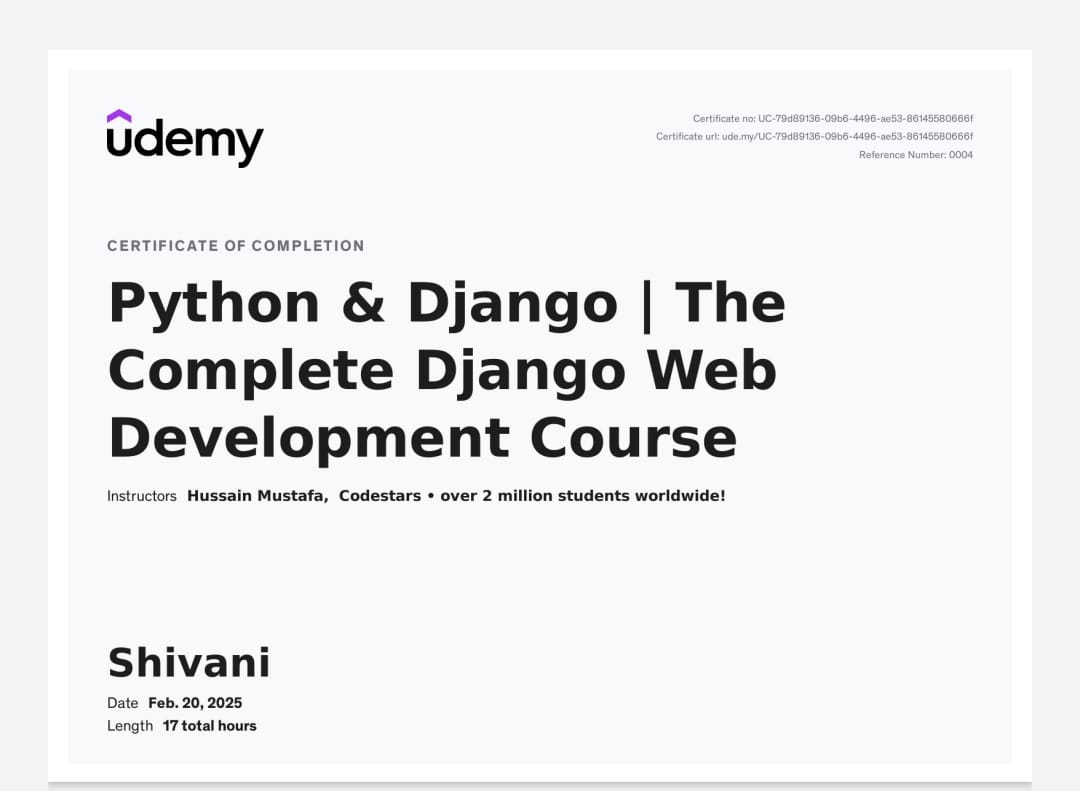 udemy
Certificate no: UC-79d89136-09b6-4496-ae53-86145580666f
Certificate url: ude.my/UC-79d89136-09b6-4496-ae53-86145580666f
Reference Number: 0004
CERTIFICATE OF COMPLETION
Python & Django | The
Complete Django Web
Development Course
Instructors Hussain Mustafa, Codestars • over 2 million students worldwide!
Shivani
Date Feb. 20, 2025
Length 17 total hours